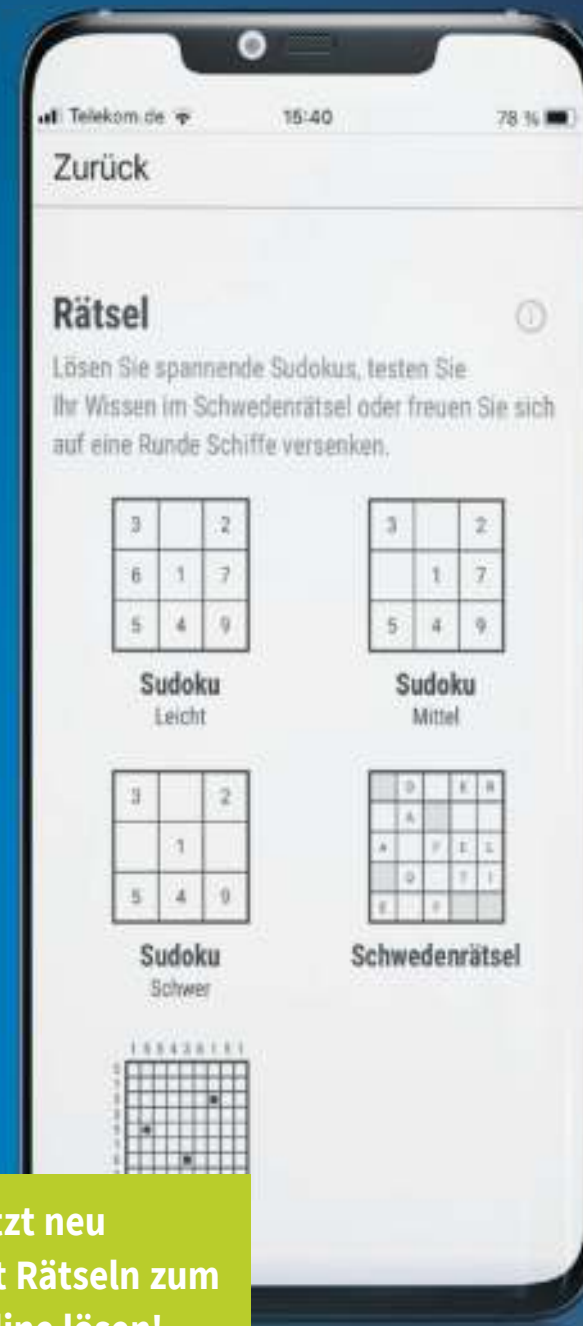 Telekom.de 15:40 78 %
Zurück
Rätsel
Lösen Sie spannende Sudokus, testen Sie
Ihr Wissen im Schwedenrätsel oder freuen Sie sich
auf eine Runde Schiffe versenken.
3 2 3 2
6 1 7 1 7
5 4 9 5 4 9
Sudoku Sudoku
Leicht Mittel
3 2
1
5 4 9
Sudoku Schwedenrätsel
Schwer
neu
Rätseln zum
lösen!